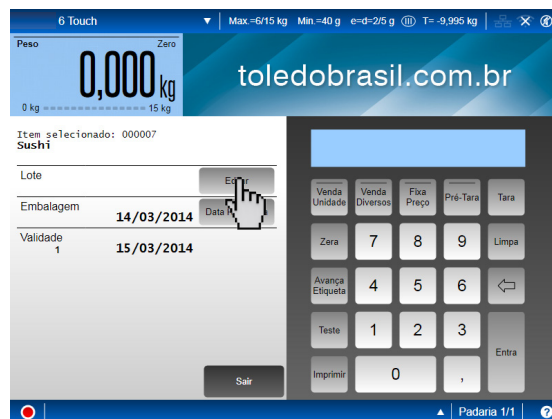 6 Touch ▼ Max.=6/15 kg Min.=40 g e=d=2/5 g (III) T= -9,995 kg
Peso Zero
0,000 kg
0 kg 15 kg
toledobrasil.com.br
Item selecionado: 000007
Sushi
Lote
Embalagem
14/03/2014
Validade
1 15/03/2014
Sair
Venda Unidade
Venda Diversos
Fixa Preço
Pré-Tara
Tara
Zera
7
8
9
Limpa
Avança Etiqueta
4
5
6
Teste
1
2
3
Entra
Imprimir
0
,
▲ Padaria 1/1 ?